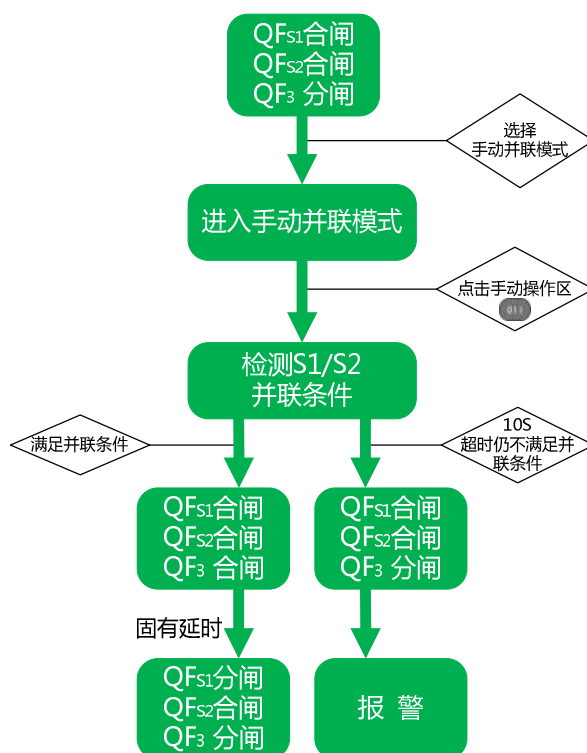 QFS1合闸
QFS2合闸
QF3 分闸
选择
手动并联模式
进入手动并联模式
点击手动操作区
011
检测S1/S2
并联条件
满足并联条件
10S
超时仍不满足并
联条件
QFS1合闸
QFS2合闸
QF3 合闸
QFS1合闸
QFS2合闸
QF3 分闸
固有延时
QFS1分闸
QFS2合闸
QF3 分闸
报 警